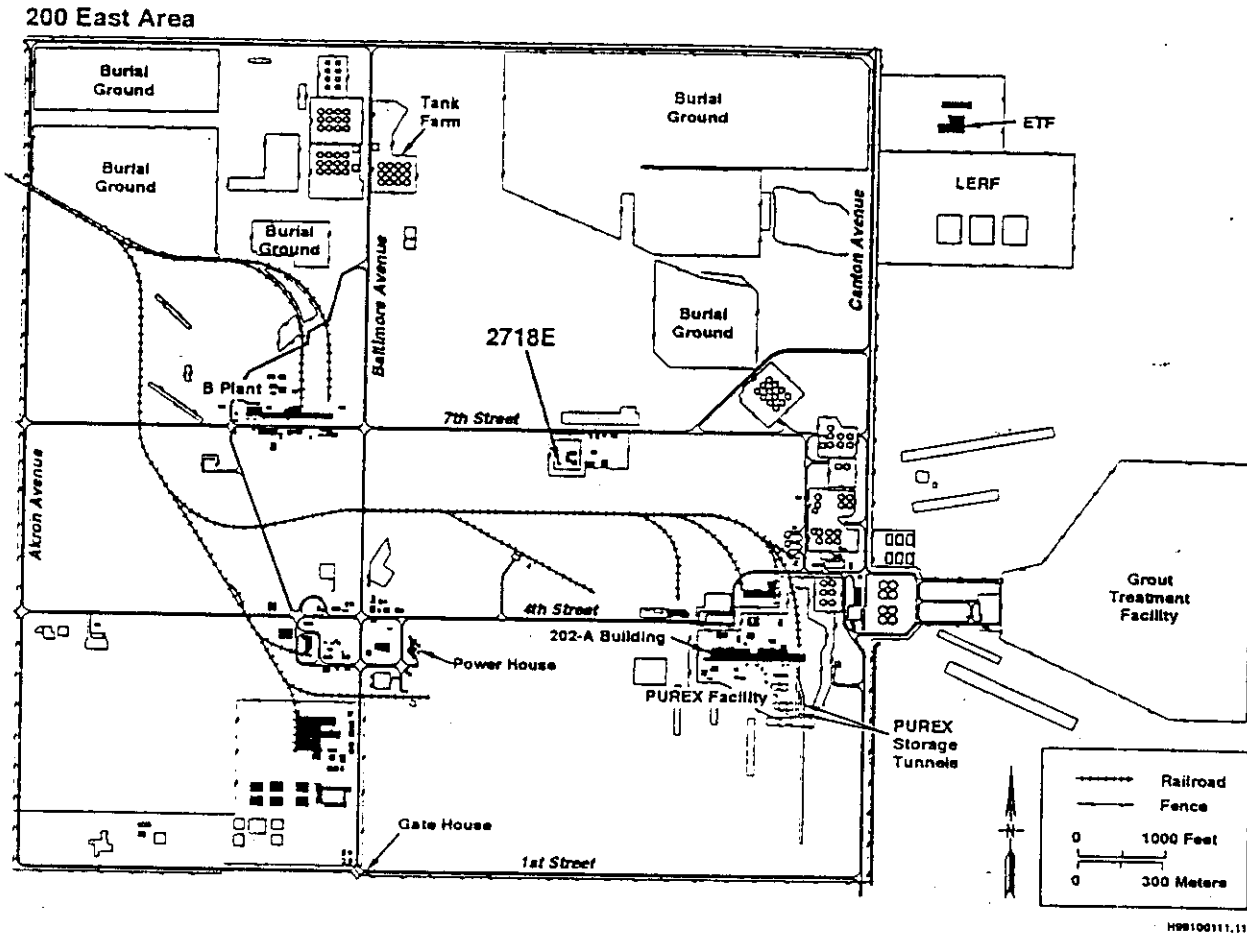 200 East Area
Burial
Ground
Tank
Farm
Burial
Ground
ETF
Burial
Ground
LERF
Burial
Ground
Baltimore Avenue
Canton Avenue
Burial
Ground
2718E
B Plant
7th Street
Akron Avenue
Grout
Treatment
Facility
4th Street
202-A Building
Power House
PUREX Facility
PUREX
Storage
Tunnels
Railroad
Fence
N
0 1000 Feet
0 300 Meters
Gate House
1st Street
H98100111.11